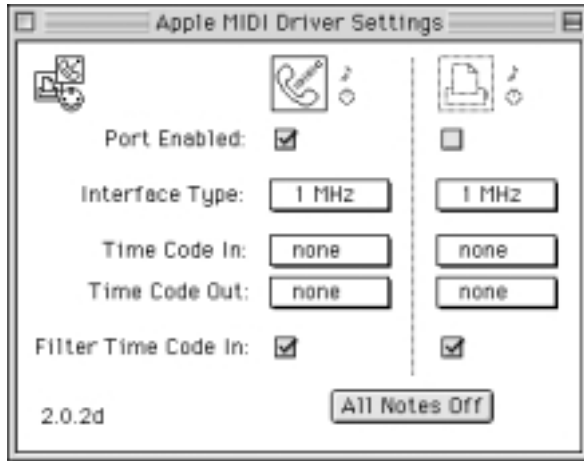 Apple MIDI Driver Settings
Port Enabled:
Interface Type: 1 MHz 1 MHz
Time Code In: none none
Time Code Out: none none
Filter Time Code In:
2.0.2d All Notes Off